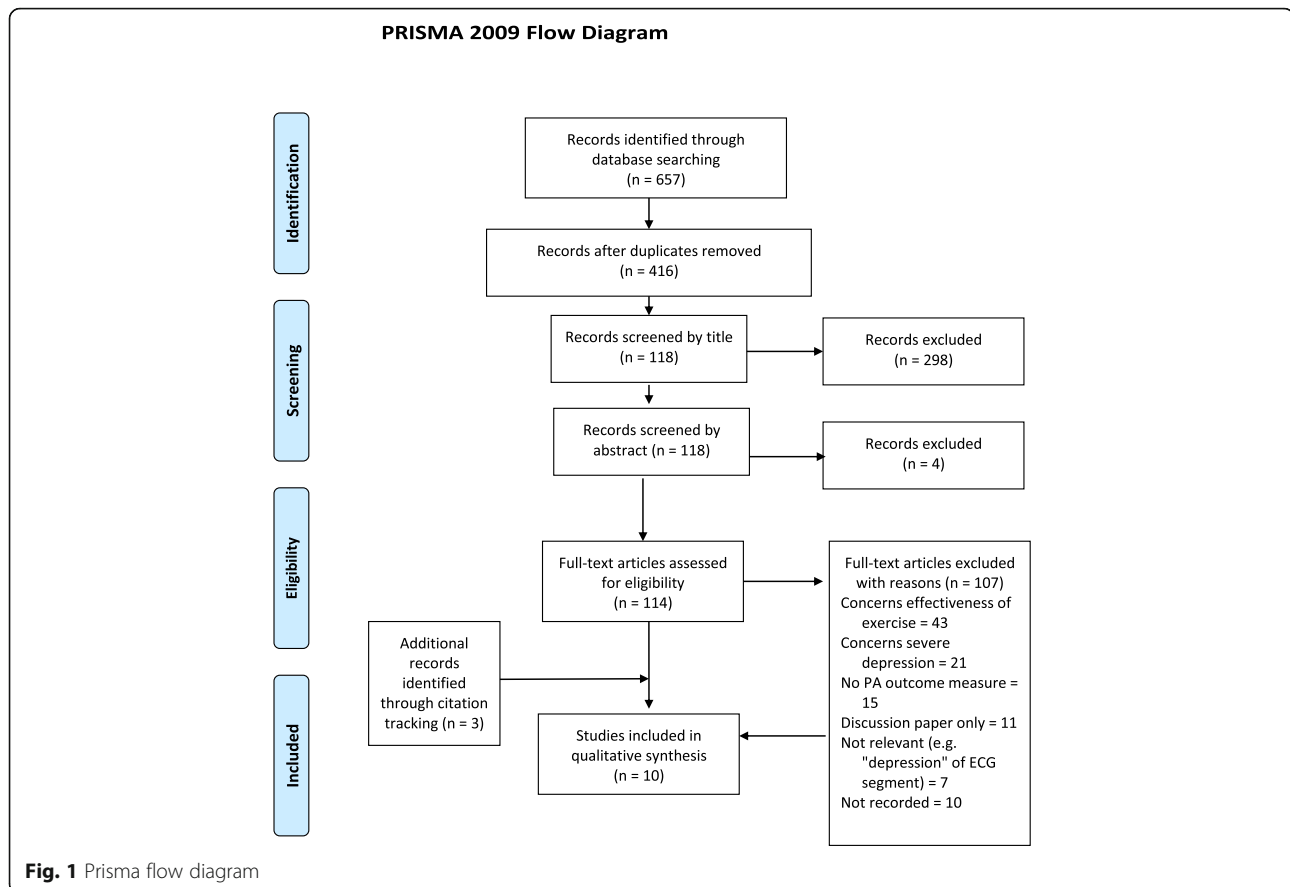 PRISMA 2009 Flow Diagram
Identification
Records identified through
database searching
(n = 657)
Records after duplicates removed
(n = 416)
Screening
Records screened by title
(n = 118)
Records excluded
(n = 298)
Records screened by
abstract (n = 118)
Records excluded
(n = 4)
Eligibility
Full-text articles assessed
for eligibility
(n = 114)
Full-text articles excluded
with reasons (n = 107)
Concerns effectiveness of
exercise = 43
Concerns severe
depression = 21
No PA outcome measure =
15
Discussion paper only = 11
Not relevant (e.g.
"depression" of ECG
segment) = 7
Not recorded = 10
Additional
records
identified
through citation
tracking (n = 3)
Included
Studies included in
qualitative synthesis
(n = 10)
Fig. 1 Prisma flow diagram